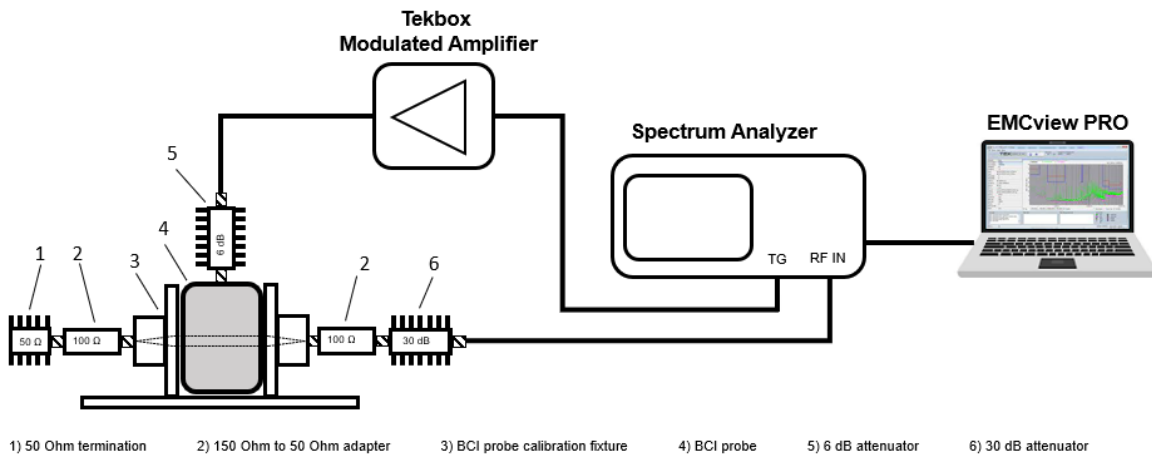 Tekbox
Modulated Amplifier
Spectrum Analyzer
EMCview PRO
5
4
6 dB
TG
RF IN
1
2
3
2
6
50 Ω
100 Ω
100 Ω
30 dB
1) 50 Ohm termination 2) 150 Ohm to 50 Ohm adapter 3) BCI probe calibration fixture 4) BCI probe 5) 6 dB attenuator 6) 30 dB attenuator